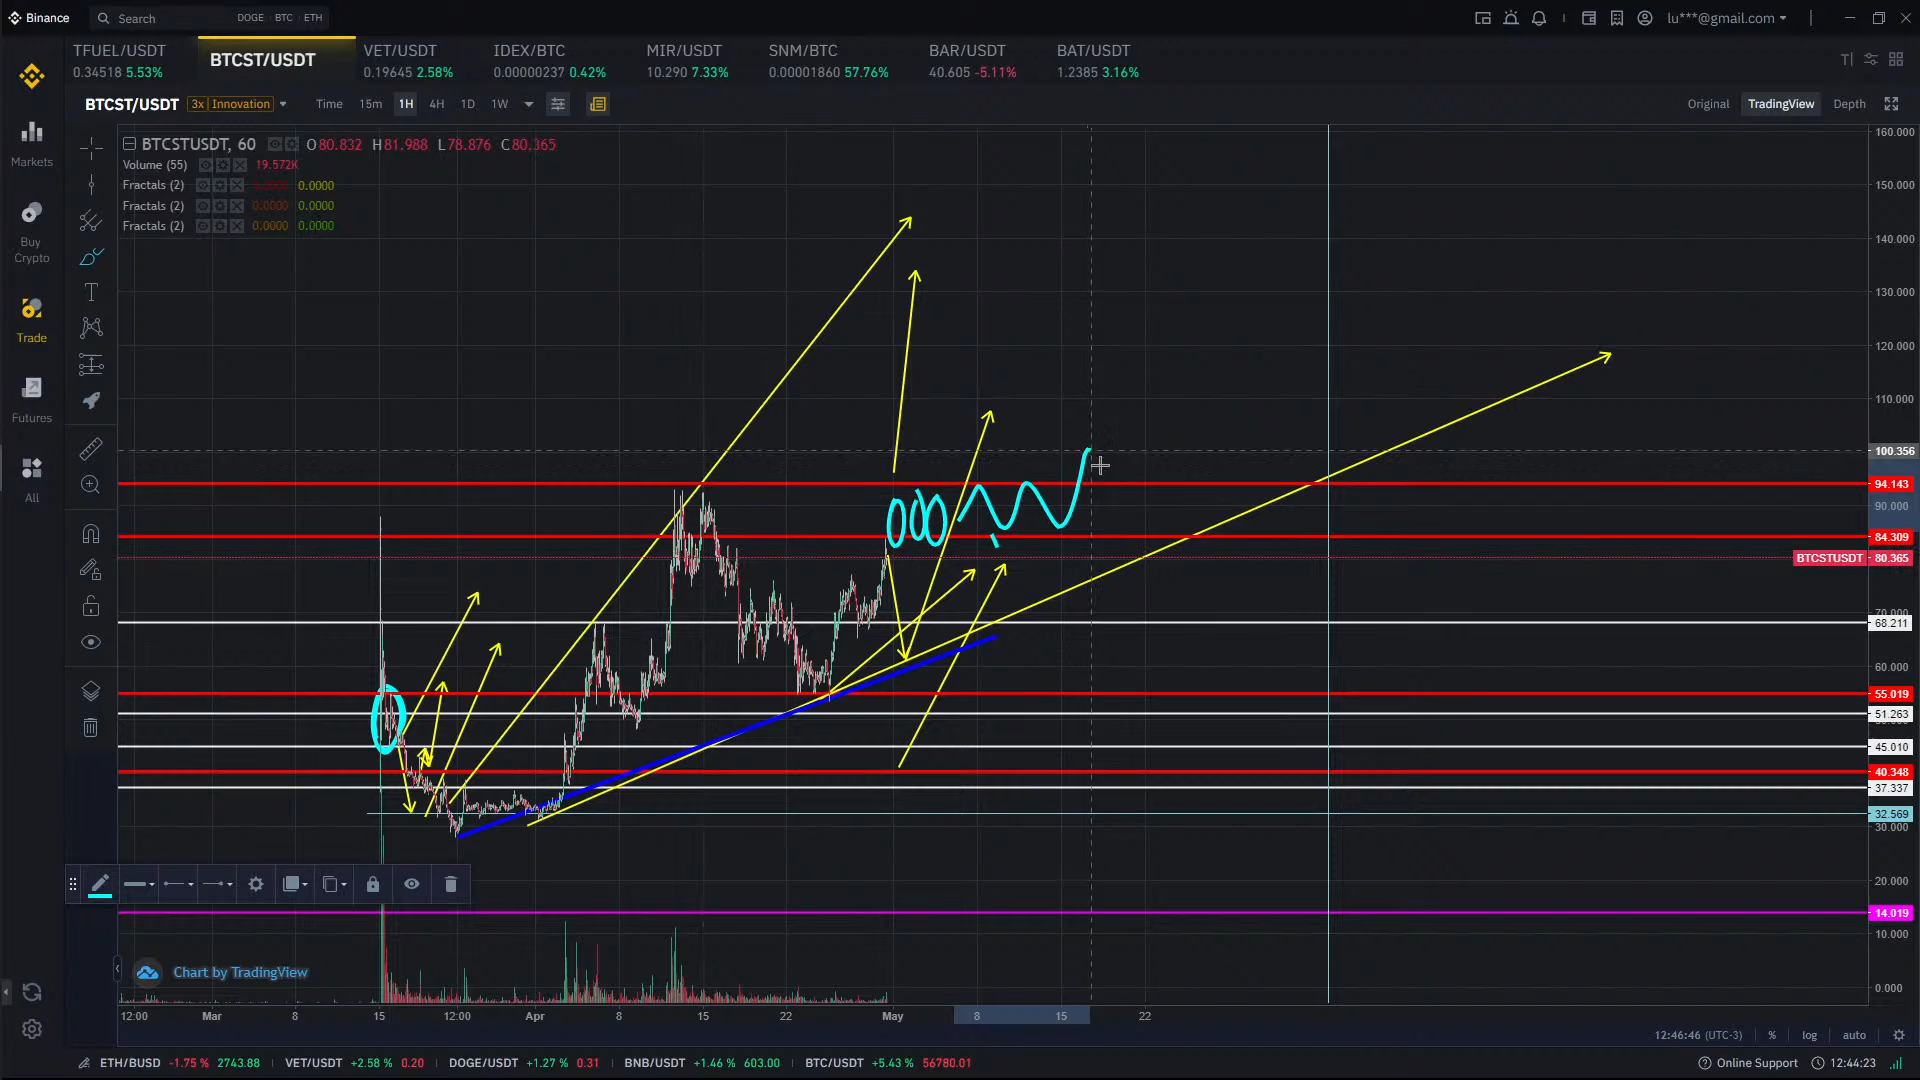 Binance Search DOGE BTC ETH lu***@gmail.com
TFUEL/USDT BTCST/USDT VET/USDT IDEX/BTC MIR/USDT SNM/BTC BAR/USDT BAT/USDT
0.34518 5.53% 0.19645 2.58% 0.00000237 0.42% 10.290 7.33% 0.00001860 57.76% 40.605 -5.11% 1.2385 3.16%
BTCST/USDT 3x Innovation Time 15m 1H 4H 1D 1W Original TradingView Depth
BTCSTUSDT, 60 O80.832 H81.988 L78.876 C80.365
Volume (55) 19.572K
Fractals (2) 0.0000 0.0000
Fractals (2) 0.0000 0.0000
Fractals (2) 0.0000 0.0000
Markets
Buy
Crypto
Trade
Futures
All
160.000
150.000
140.000
130.000
120.000
110.000
100.356
94.143
90.000
84.309
BTCSTUSDT 80.365
70.000
68.211
60.000
55.019
51.263
45.010
40.348
37.337
32.569
30.000
20.000
14.019
10.000
0.000
Chart by TradingView
12:00 Mar 8 15 12:00 Apr 8 15 22 May 8 15 22
12:46:46 (UTC-3) % log auto
ETH/BUSD -1.75 % 2743.88 VET/USDT +2.58 % 0.20 DOGE/USDT +1.27 % 0.31 BNB/USDT +1.46 % 603.00 BTC/USDT +5.43 % 56780.01 Online Support 12:44:23